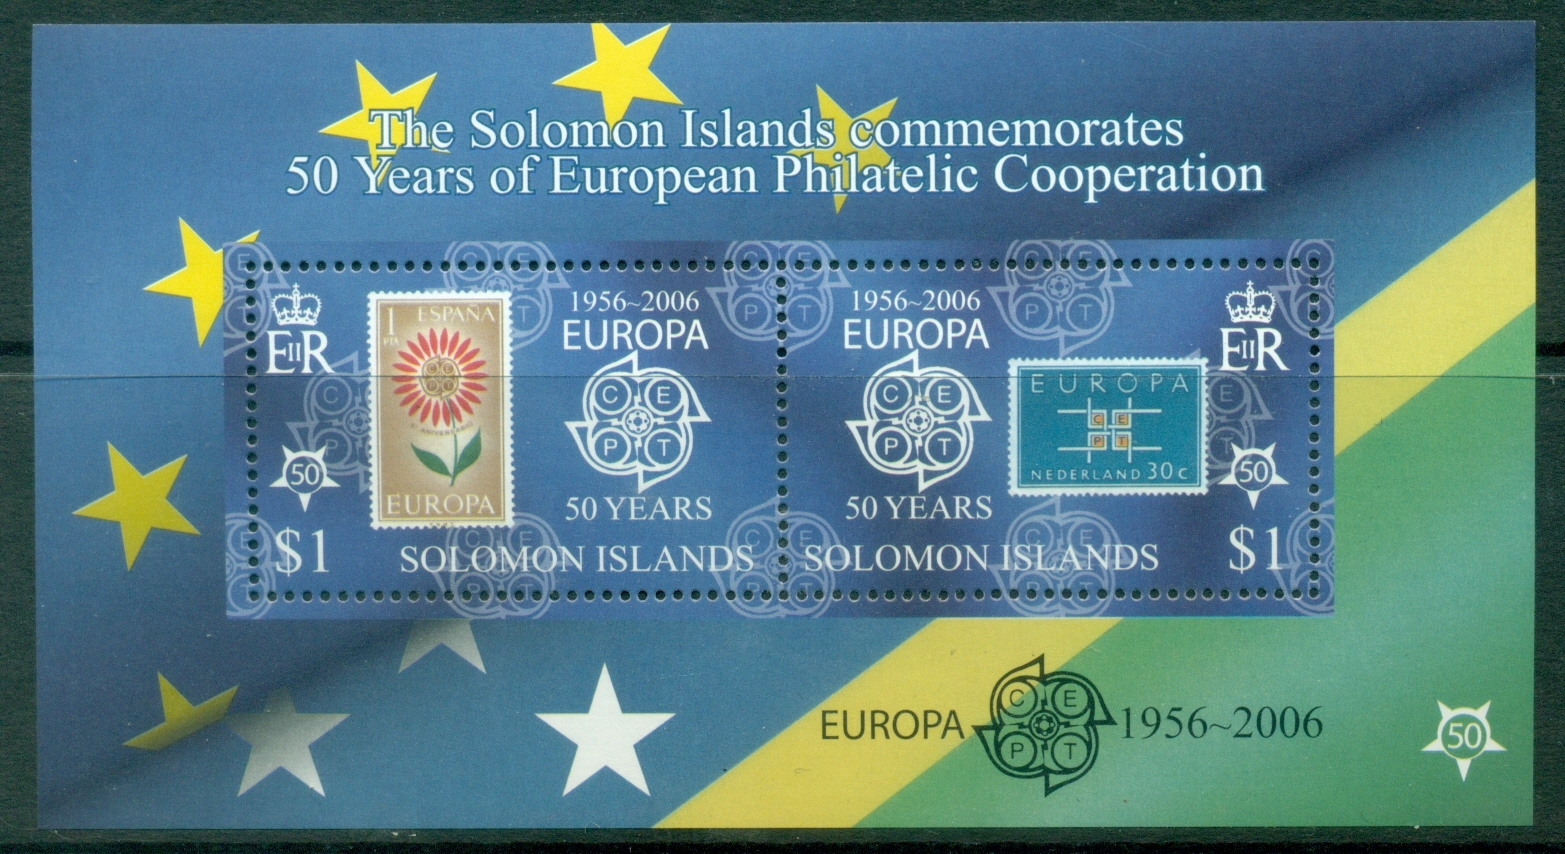 The Solomon Islands commemorates
50 Years of European Philatelic Cooperation
EIIR
1 ESPAÑA
PTA
C E
P T
ANIVERSARIO
EUROPA
50
$1
1956~2006
EUROPA
C E
P T
50 YEARS
SOLOMON ISLANDS
1956~2006
EUROPA
C E
P T
50 YEARS
SOLOMON ISLANDS
EIIR
EUROPA
C E
P T
NEDERLAND 30c
50
$1
EUROPA
C E
P T
1956~2006
50